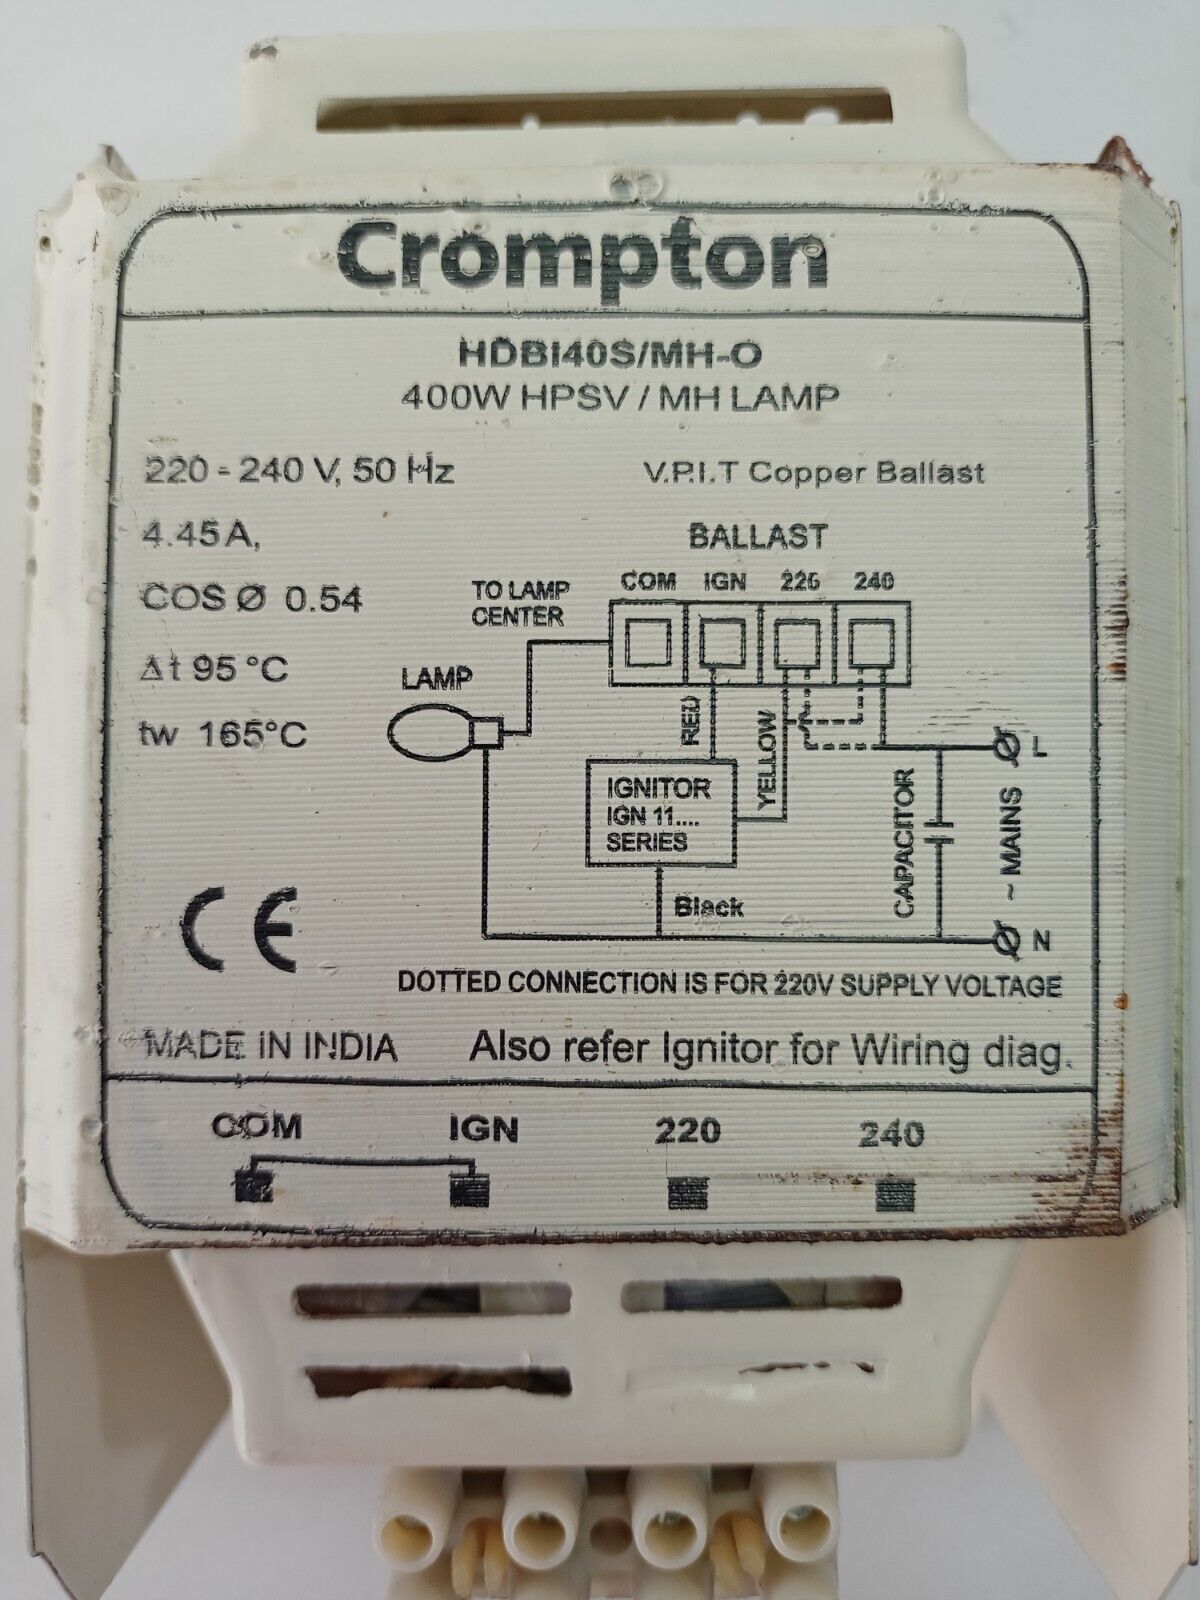 Crompton
HDBI40S/MH-O
400W HPSV / MH LAMP
220 - 240 V, 50 Hz
V.P.I.T Copper Ballast
4.45A,
COS Ø 0.54
Δt 95 °C
tw 165°C
BALLAST
COM IGN 220 240
TO LAMP
CENTER
LAMP
RED
YELLOW
IGNITOR
IGN 11....
SERIES
Black
CAPACITOR
L
~ MAINS
N
CE
DOTTED CONNECTION IS FOR 220V SUPPLY VOLTAGE
MADE IN INDIA
Also refer Ignitor for Wiring diag.
COM IGN 220 240